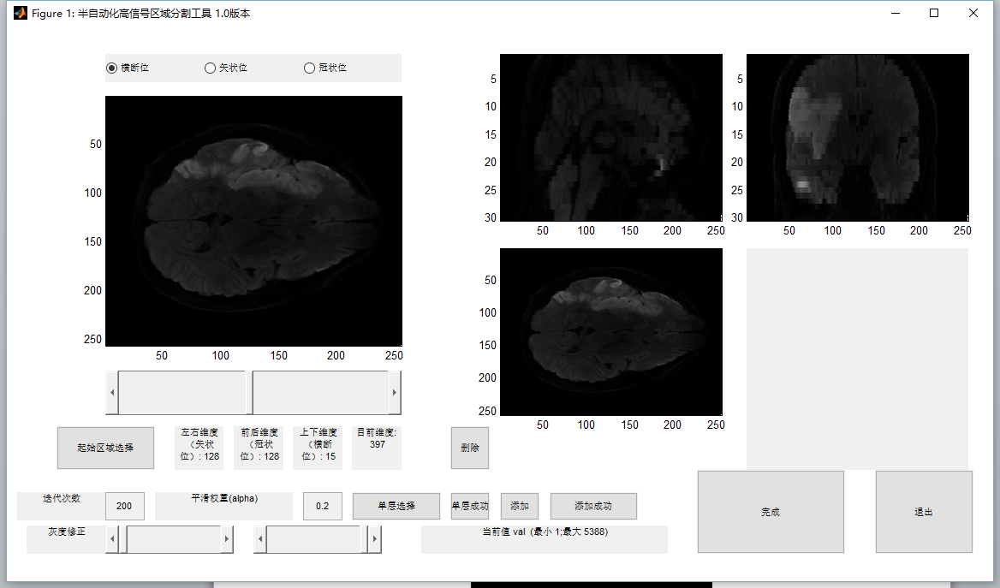 Figure 1: 半自动化高信号区域分割工具 1.0版本
横断位
矢状位
冠状位
50
100
150
200
250
50 100 150 200 250
5
10
15
20
25
30
50 100 150 200 250
5
10
15
20
25
30
50 100 150 200 250
50
100
150
200
250
50 100 150 200 250
起始区域选择
左右维度
（矢状
位）: 128
前后维度
（冠状
位）: 128
上下维度
（横断
位）: 15
目前维度:
397
删除
迭代次数
200
平滑权重(alpha)
0.2
单层选择
单层成功
添加
添加成功
灰度修正
当前值 val (最小 1;最大 5388)
完成
退出